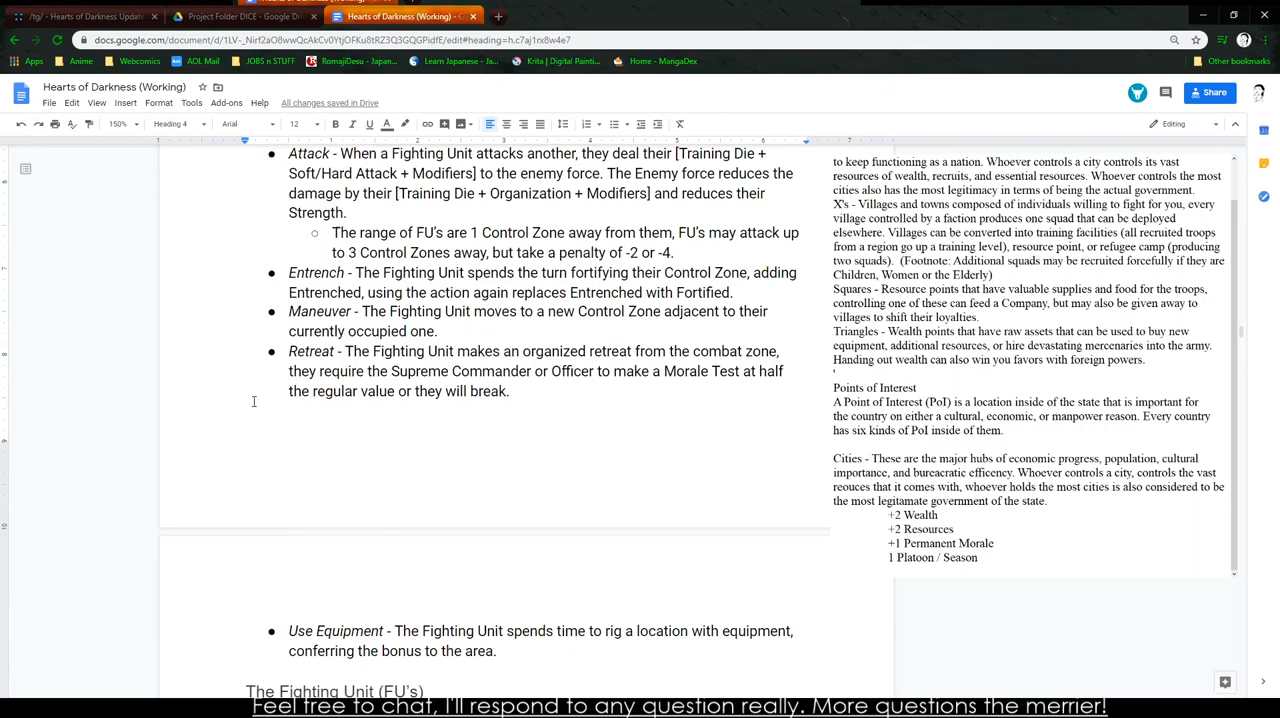 /tg/ - Hearts of Darkness Updat
Project Folder DICE - Google Dri
Hearts of Darkness (Working) - G
docs.google.com/document/d/1LV-_Nirf2aO8wwQcAkCv0YtjOFKu8tRZ3Q3GQGPidfE/edit#heading=h.c7aj1rx8w4e7
Apps
Anime
Webcomics
AOL Mail
JOBS n STUFF
RomajiDesu - Japan...
Learn Japanese - Ja...
Krita | Digital Painti...
Home - MangaDex
Other bookmarks
Hearts of Darkness (Working)
File Edit View Insert Format Tools Add-ons Help All changes saved in Drive
Share
150% Heading 4 Arial 12 B I U A Editing
● Attack - When a Fighting Unit attacks another, they deal their [Training Die +
Soft/Hard Attack + Modifiers] to the enemy force. The Enemy force reduces the
damage by their [Training Die + Organization + Modifiers] and reduces their
Strength.
○ The range of FU's are 1 Control Zone away from them, FU's may attack up
to 3 Control Zones away, but take a penalty of -2 or -4.
● Entrench - The Fighting Unit spends the turn fortifying their Control Zone, adding
Entrenched, using the action again replaces Entrenched with Fortified.
● Maneuver - The Fighting Unit moves to a new Control Zone adjacent to their
currently occupied one.
● Retreat - The Fighting Unit makes an organized retreat from the combat zone,
they require the Supreme Commander or Officer to make a Morale Test at half
the regular value or they will break.
● Use Equipment - The Fighting Unit spends time to rig a location with equipment,
conferring the bonus to the area.
The Fighting Unit (FU's)
to keep functioning as a nation. Whoever controls a city controls its vast
resources of wealth, recruits, and essential resources. Whoever controls the most
cities also has the most legitimacy in terms of being the actual government.
X's - Villages and towns composed of individuals willing to fight for you, every
village controlled by a faction produces one squad that can be deployed
elsewhere. Villages can be converted into training facilities (all recruited troops
from a region go up a training level), resource point, or refugee camp (producing
two squads). (Footnote: Additional squads may be recruited forcefully if they are
Children, Women or the Elderly)
Squares - Resource points that have valuable supplies and food for the troops,
controlling one of these can feed a Company, but may also be given away to
villages to shift their loyalties.
Triangles - Wealth points that have raw assets that can be used to buy new
equipment, additional resources, or hire devastating mercenaries into the army.
Handing out wealth can also win you favors with foreign powers.
'
Points of Interest
A Point of Interest (PoI) is a location inside of the state that is important for
the country on either a cultural, economic, or manpower reason. Every country
has six kinds of PoI inside of them.
Cities - These are the major hubs of economic progress, population, cultural
importance, and bureacratic efficency. Whoever controls a city, controls the vast
reouces that it comes with, whoever holds the most cities is also considered to be
the most legitamate government of the state.
+2 Wealth
+2 Resources
+1 Permanent Morale
1 Platoon / Season
Feel free to chat, I'll respond to any question really. More questions the merrier!